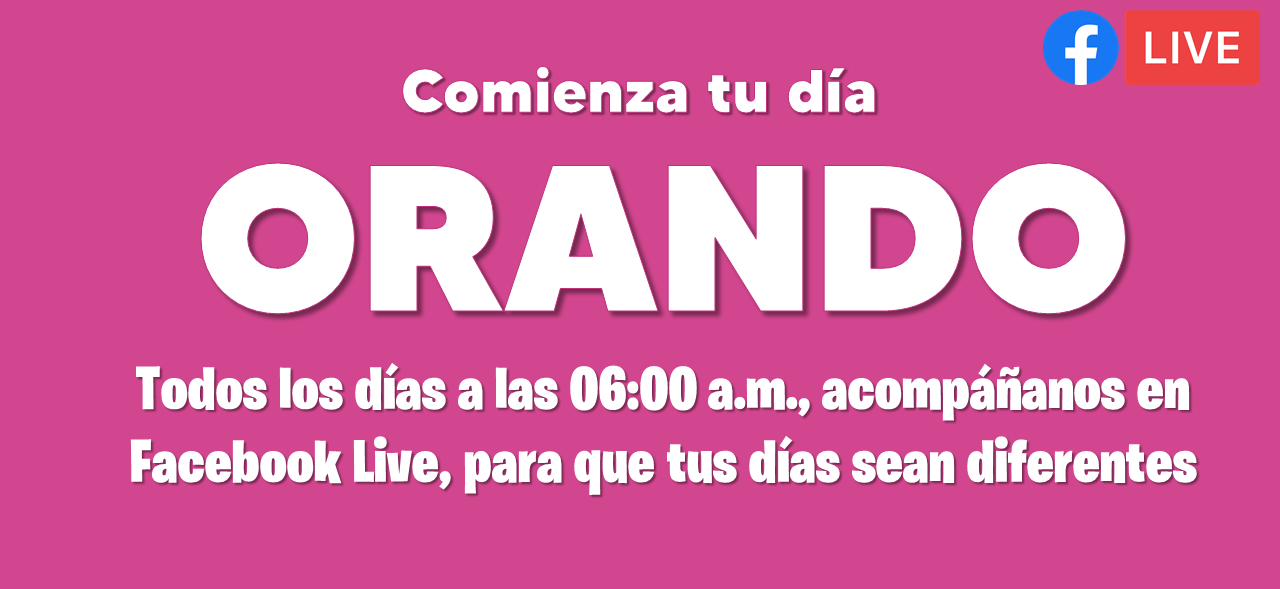 LIVE
Comienza tu día
ORANDO
Todos los días a las 06:00 a.m., acompáñanos en
Facebook Live, para que tus días sean diferentes